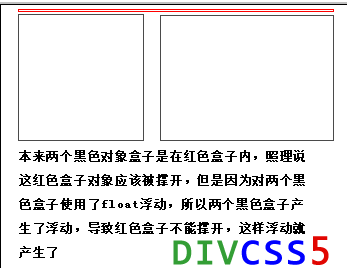 本来两个黑色对象盒子是在红色盒子内，照理说
这红色盒子对象应该被撑开，但是因为对两个黑
色盒子使用了float浮动，所以两个黑色盒子产
生了浮动，导致红色盒子不能撑开，这样浮动就
产生了
DIVCSS5